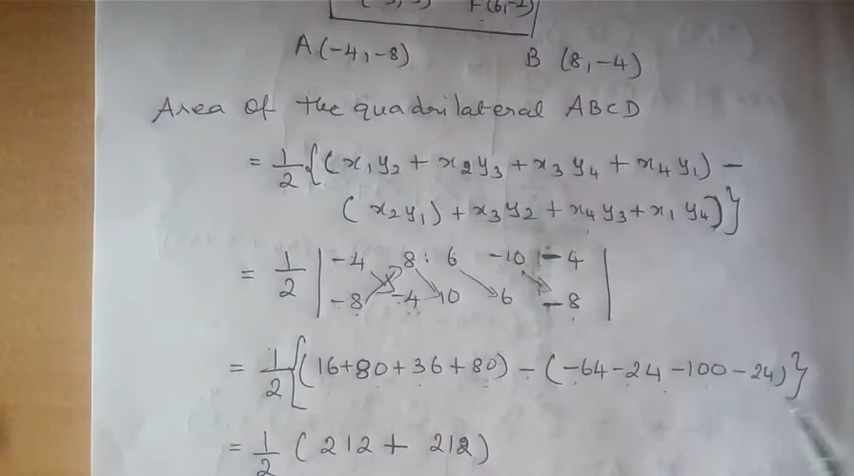 F(6,-2)
A(-4,-8) B (8,-4)
Area of the quadrilateral ABCD
= 1/2 {(x₁y₂ + x₂y₃ + x₃y₄ + x₄y₁) -
(x₂y₁) + x₃y₂ + x₄y₃ + x₁y₄)}
= 1/2 | -4 8 6 -10 -4 |
-8 -4 10 6 -8
= 1/2 {(16+80+36+80) - (-64-24-100-24)}
= 1/2 (212 + 212)